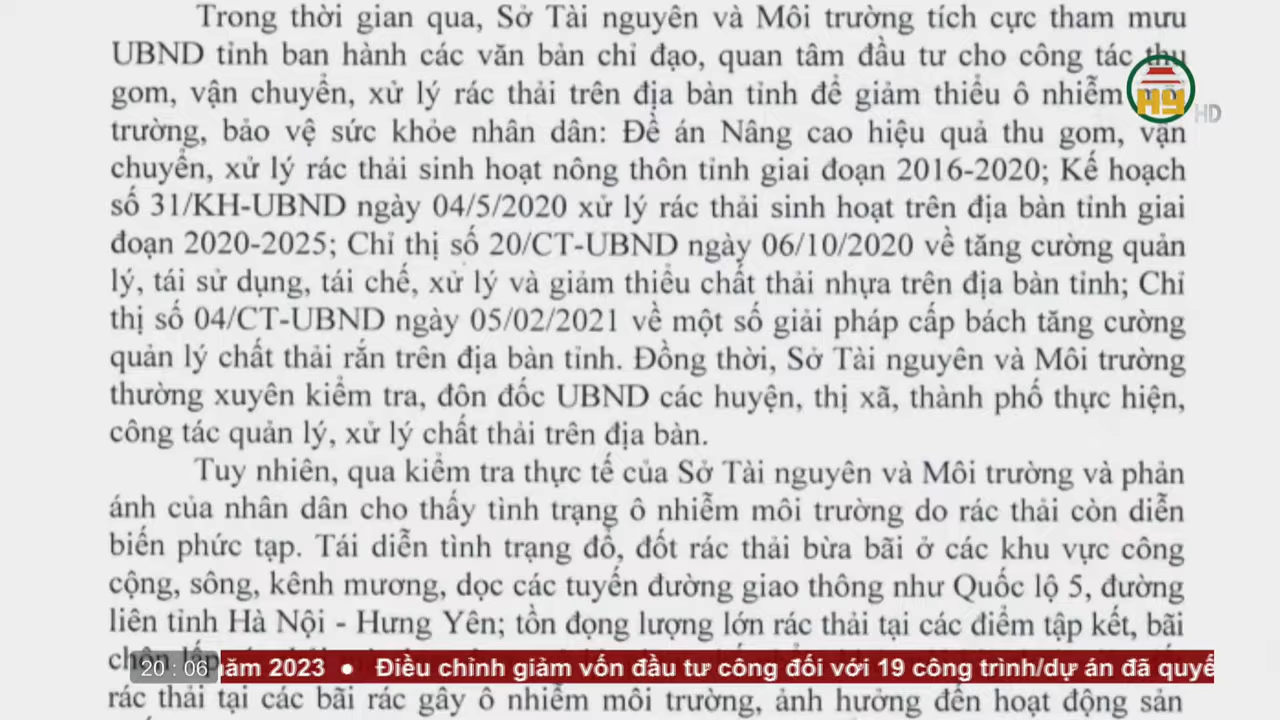 Trong thời gian qua, Sở Tài nguyên và Môi trường tích cực tham mưu
UBND tỉnh ban hành các văn bản chỉ đạo, quan tâm đầu tư cho công tác thu
gom, vận chuyển, xử lý rác thải trên địa bàn tỉnh để giảm thiểu ô nhiễm môi
trường, bảo vệ sức khỏe nhân dân: Đề án Nâng cao hiệu quả thu gom, vận
chuyển, xử lý rác thải sinh hoạt nông thôn tỉnh giai đoạn 2016-2020; Kế hoạch
số 31/KH-UBND ngày 04/5/2020 xử lý rác thải sinh hoạt trên địa bàn tỉnh giai
đoạn 2020-2025; Chỉ thị số 20/CT-UBND ngày 06/10/2020 về tăng cường quản
lý, tái sử dụng, tái chế, xử lý và giảm thiểu chất thải nhựa trên địa bàn tỉnh; Chỉ
thị số 04/CT-UBND ngày 05/02/2021 về một số giải pháp cấp bách tăng cường
quản lý chất thải rắn trên địa bàn tỉnh. Đồng thời, Sở Tài nguyên và Môi trường
thường xuyên kiểm tra, đôn đốc UBND các huyện, thị xã, thành phố thực hiện,
công tác quản lý, xử lý chất thải trên địa bàn.
Tuy nhiên, qua kiểm tra thực tế của Sở Tài nguyên và Môi trường và phản
ánh của nhân dân cho thấy tình trạng ô nhiễm môi trường do rác thải còn diễn
biến phức tạp. Tái diễn tình trạng đổ, đốt rác thải bừa bãi ở các khu vực công
cộng, sông, kênh mương, dọc các tuyến đường giao thông như Quốc lộ 5, đường
liên tỉnh Hà Nội - Hưng Yên; tồn đọng lượng lớn rác thải tại các điểm tập kết, bãi
rác thải tại các bãi rác gây ô nhiễm môi trường, ảnh hưởng đến hoạt động sản
HY HD
20 : 06
năm 2023 • Điều chỉnh giảm vốn đầu tư công đối với 19 công trình/dự án đã quyế